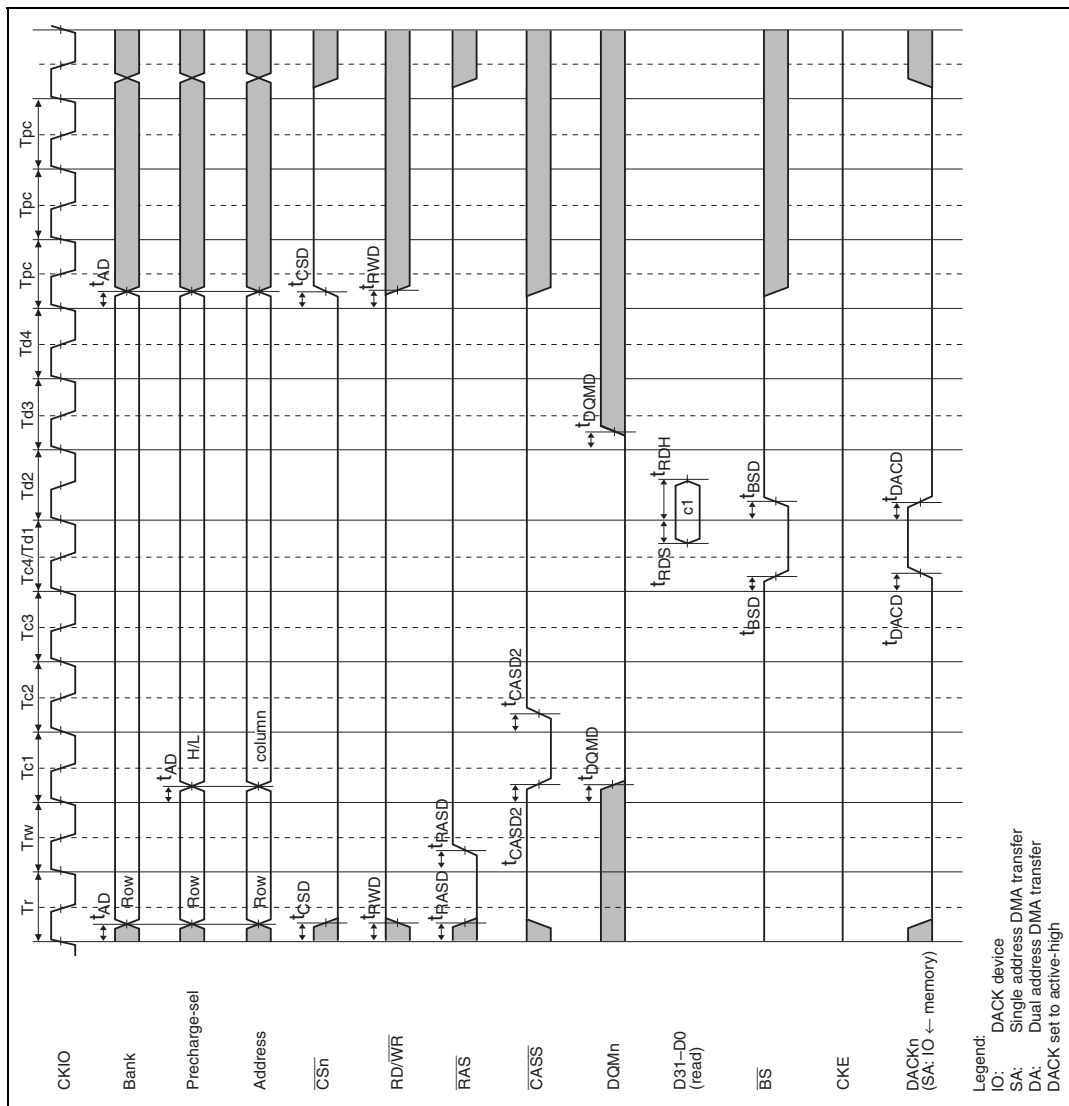 Tr Trw Tc1 Tc2 Tc3 Tc4/Td1 Td2 Td3 Td4 Tpc Tpc Tpc
CKIO
Bank tAD Row tAD
Precharge-sel Row tAD H/L
Address Row column
CSn tCSD tCSD
RD/WR tRWD tRWD
RAS tRASD tRASD
CASS tCASD2 tCASD2
DQMn tDQMD tDQMD
D31–D0
(read)
tRDS c1 tRDH
BS tBSD tBSD
CKE
DACKn
(SA: IO ← memory)
tDACD tDACD
Legend:
IO: DACK device
SA: Single address DMA transfer
DA: Dual address DMA transfer
DACK set to active-high